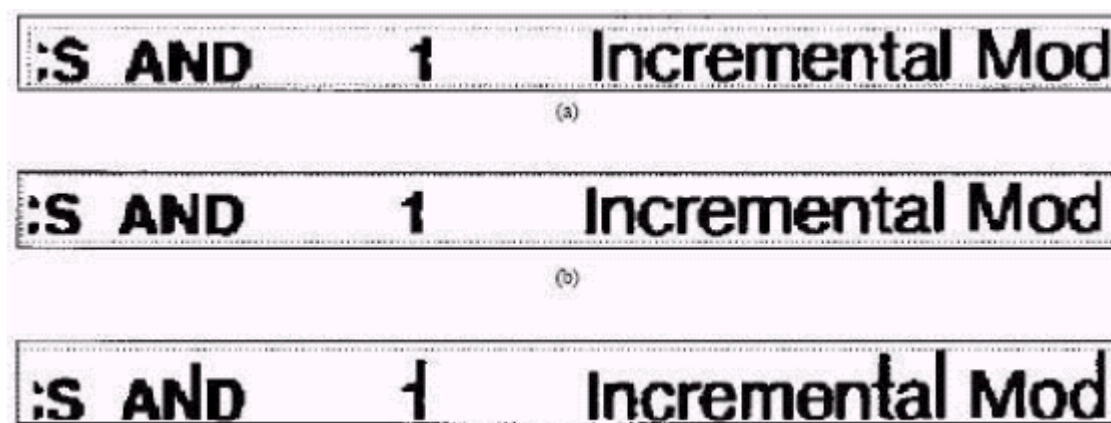 :S AND 1 Incremental Mod
(a)
:S AND 1 Incremental Mod
(b)
:S AND 1 Incremental Mod